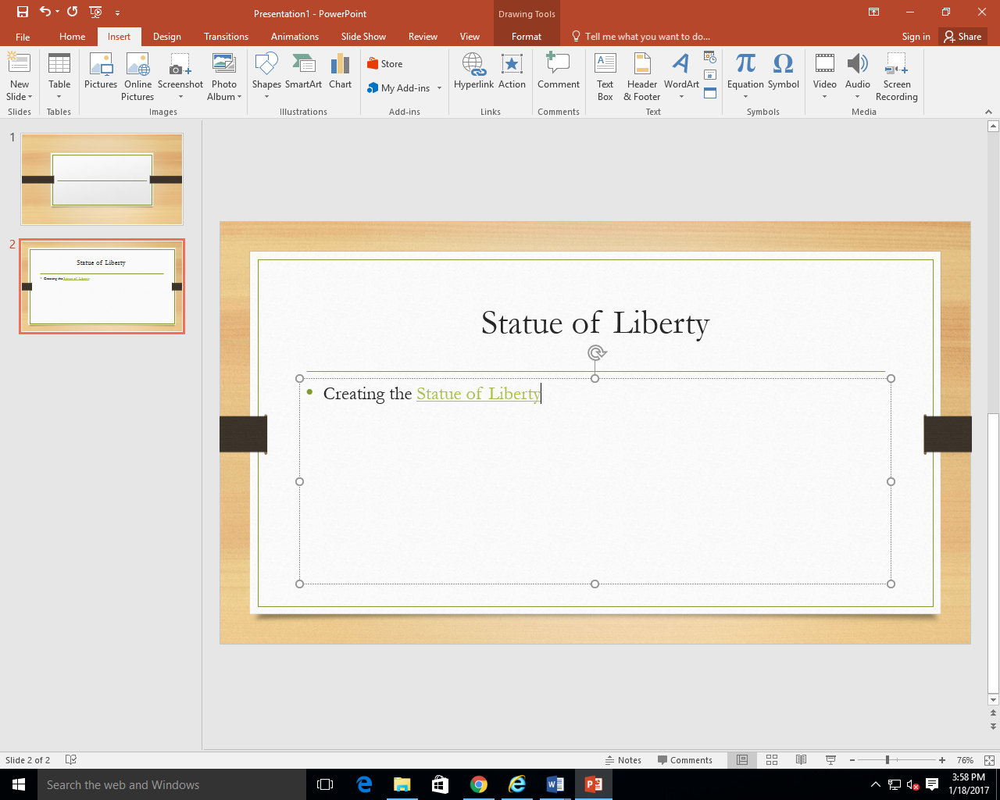 Presentation1 - PowerPoint
Drawing Tools
File Home Insert Design Transitions Animations Slide Show Review View Format Tell me what you want to do... Sign in Share
New Slide
Table
Pictures
Online Pictures
Screenshot
Photo Album
Shapes
SmartArt
Chart
Store
My Add-ins
Hyperlink
Action
Comment
Text Box
Header & Footer
WordArt
Equation
Symbol
Video
Audio
Screen Recording
Slides Tables Images Illustrations Add-ins Links Comments Text Symbols Media
1
2
Statue of Liberty
• Creating the Statue of Liberty
Statue of Liberty
• Creating the Statue of Liberty
Slide 2 of 2 Notes Comments 76%
Search the web and Windows
3:58 PM
1/18/2017